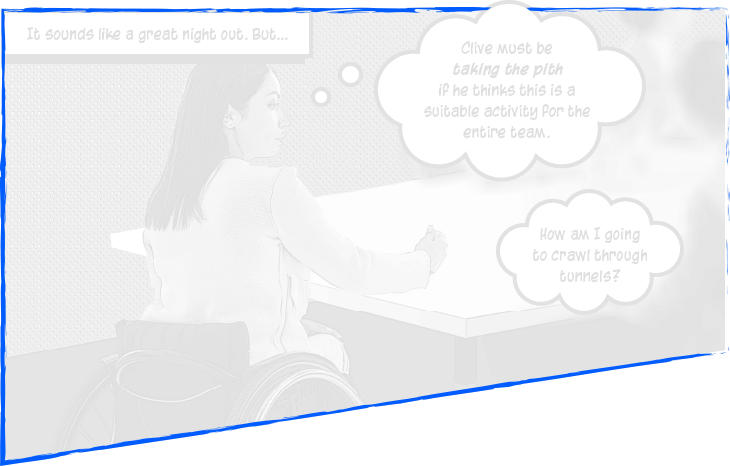 It sounds like a great night out. But...
Clive must be
taking the pith
if he thinks this is a
suitable activity for the
entire team.
How am I going
to crawl through
tunnels?